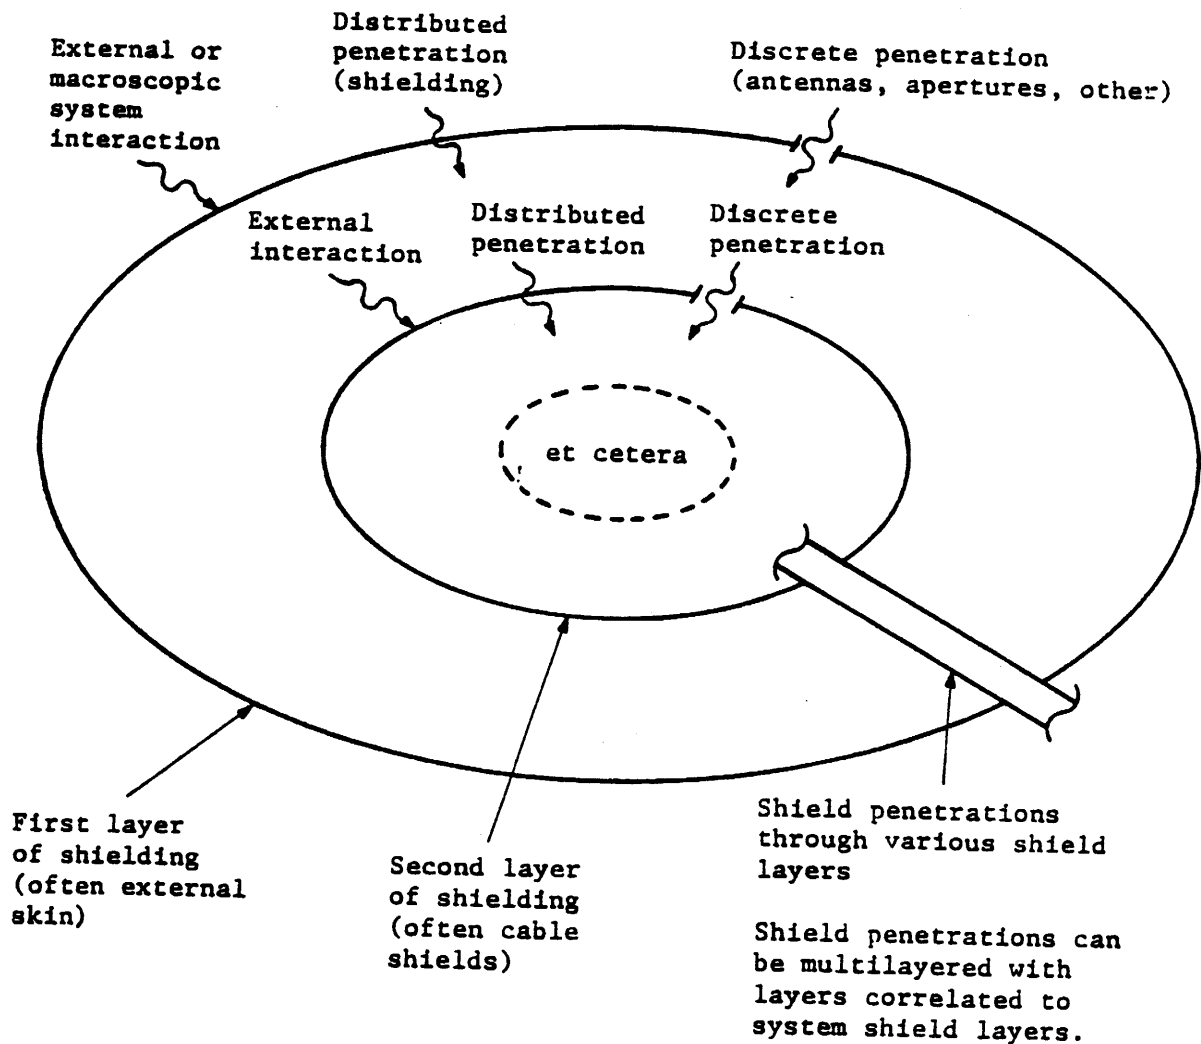 External or
macroscopic
system
interaction
Distributed
penetration
(shielding)
Discrete penetration
(antennas, apertures, other)
External
interaction
Distributed
penetration
Discrete
penetration
et cetera
First layer
of shielding
(often external
skin)
Second layer
of shielding
(often cable
shields)
Shield penetrations
through various shield
layers
Shield penetrations can
be multilayered with
layers correlated to
system shield layers.